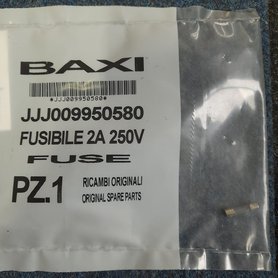 BAXI
*JJJ009950580*
JJJ009950580
FUSIBILE 2A 250V
FUSE
PZ.1
RICAMBI ORIGINALI
ORIGINAL SPARE PARTS